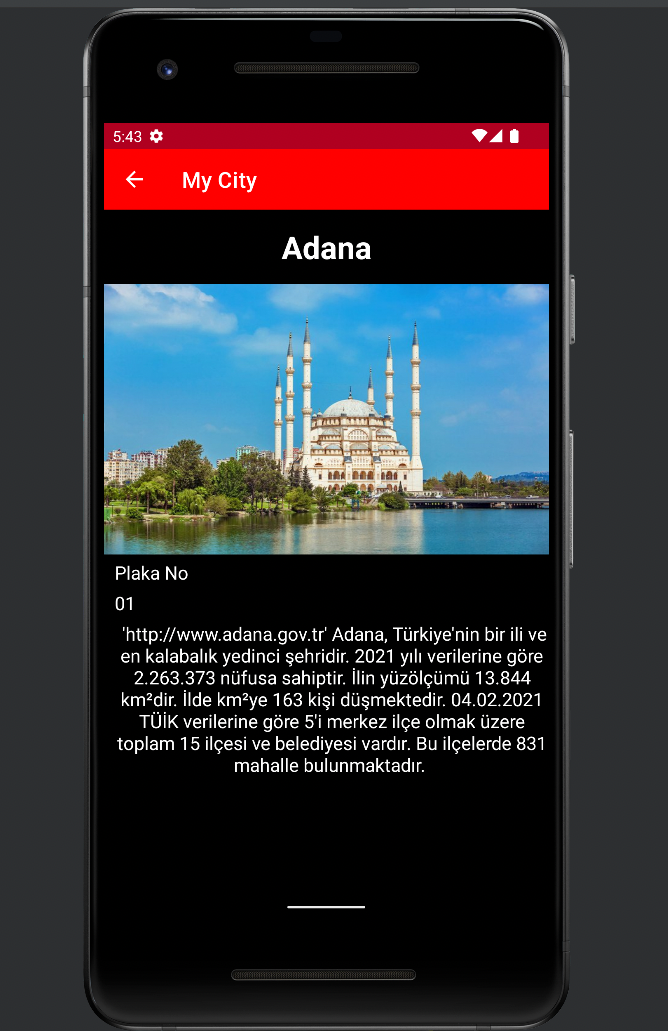 5:43
My City
Adana
Plaka No
01
'http://www.adana.gov.tr' Adana, Türkiye'nin bir ili ve
en kalabalık yedinci şehridir. 2021 yılı verilerine göre
2.263.373 nüfusa sahiptir. İlin yüzölçümü 13.844
km²dir. İlde km²ye 163 kişi düşmektedir. 04.02.2021
TÜİK verilerine göre 5'i merkez ilçe olmak üzere
toplam 15 ilçesi ve belediyesi vardır. Bu ilçelerde 831
mahalle bulunmaktadır.